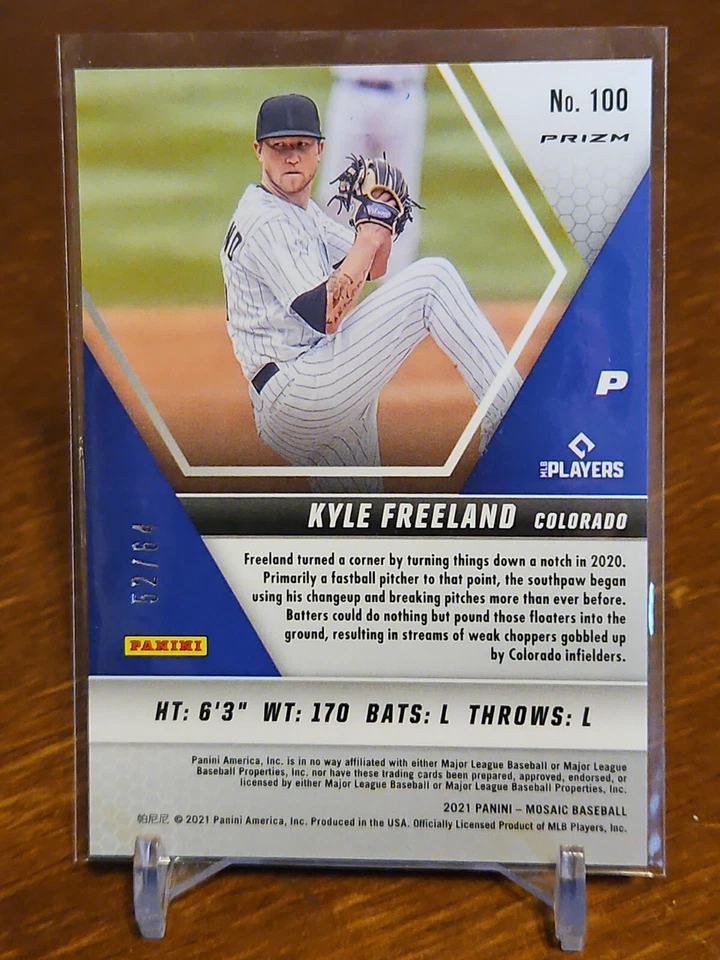 No. 100
PRIZM
P
MLB PLAYERS
KYLE FREELAND COLORADO
52/64
Freeland turned a corner by turning things down a notch in 2020.
Primarily a fastball pitcher to that point, the southpaw began
using his changeup and breaking pitches more than ever before.
Batters could do nothing but pound those floaters into the
ground, resulting in streams of weak choppers gobbled up
by Colorado infielders.
PANINI
HT: 6'3" WT: 170 BATS: L THROWS: L
Panini America, Inc. is in no way affiliated with either Major League Baseball or Major League
Baseball Properties, Inc. nor have these trading cards been prepared, approved, endorsed, or
licensed by either Major League Baseball or Major League Baseball Properties, Inc.
2021 PANINI – MOSAIC BASEBALL
帕尼尼 © 2021 Panini America, Inc. Produced in the USA. Officially Licensed Product of MLB Players, Inc.